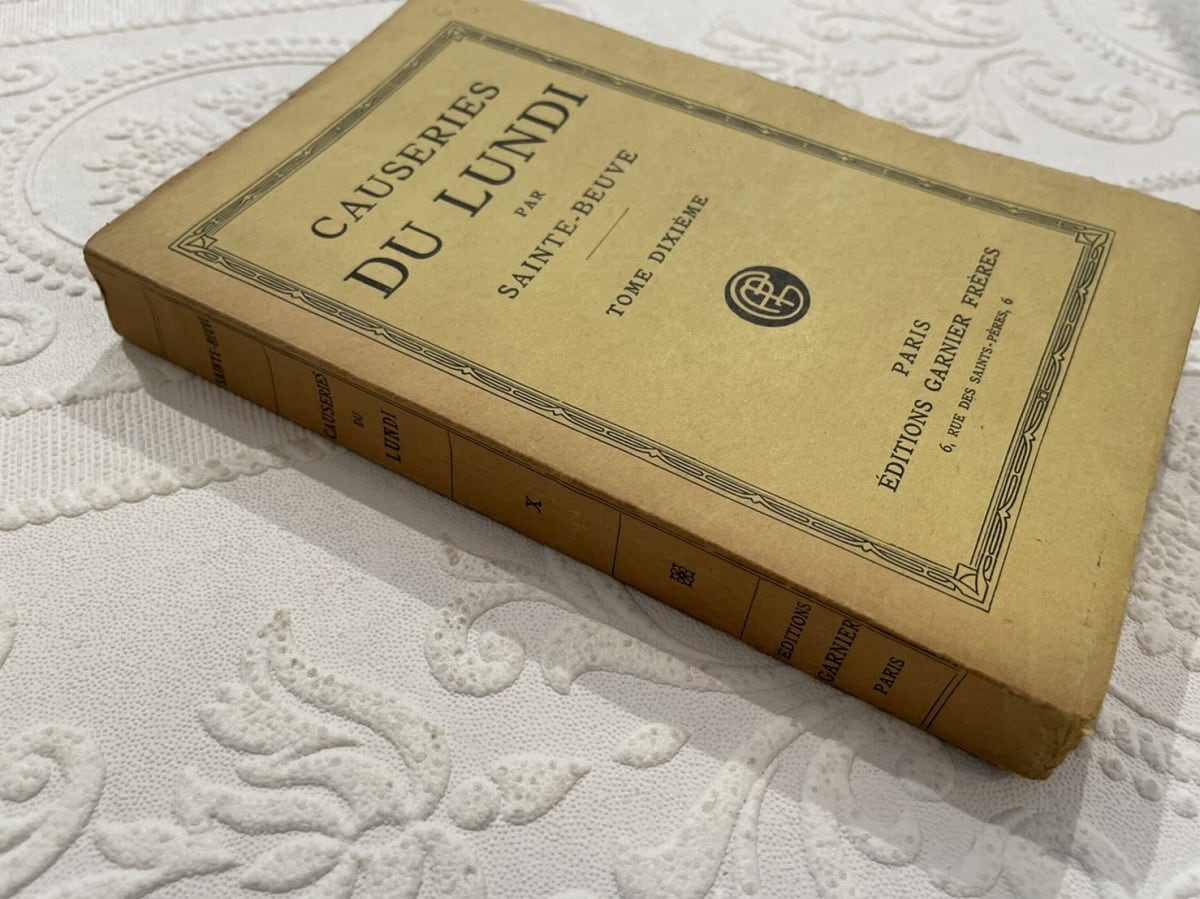 CAUSERIES
DU LUNDI
PAR
SAINTE-BEUVE
TOME DIXIÈME
PARIS
ÉDITIONS GARNIER FRÈRES
6, RUE DES SAINTS-PÈRES, 6
SAINTE-BEUVE
CAUSERIES
DU
LUNDI
X
EDITIONS
GARNIER
PARIS